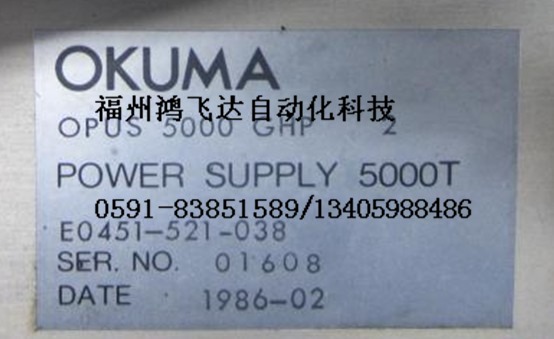 OKUMA
福州鸿飞达自动化科技
OPUS 5000 GHP 2
POWER SUPPLY 5000T
0591-83851589/13405988486
E0451-521-038
SER. NO. 01608
DATE 1986-02